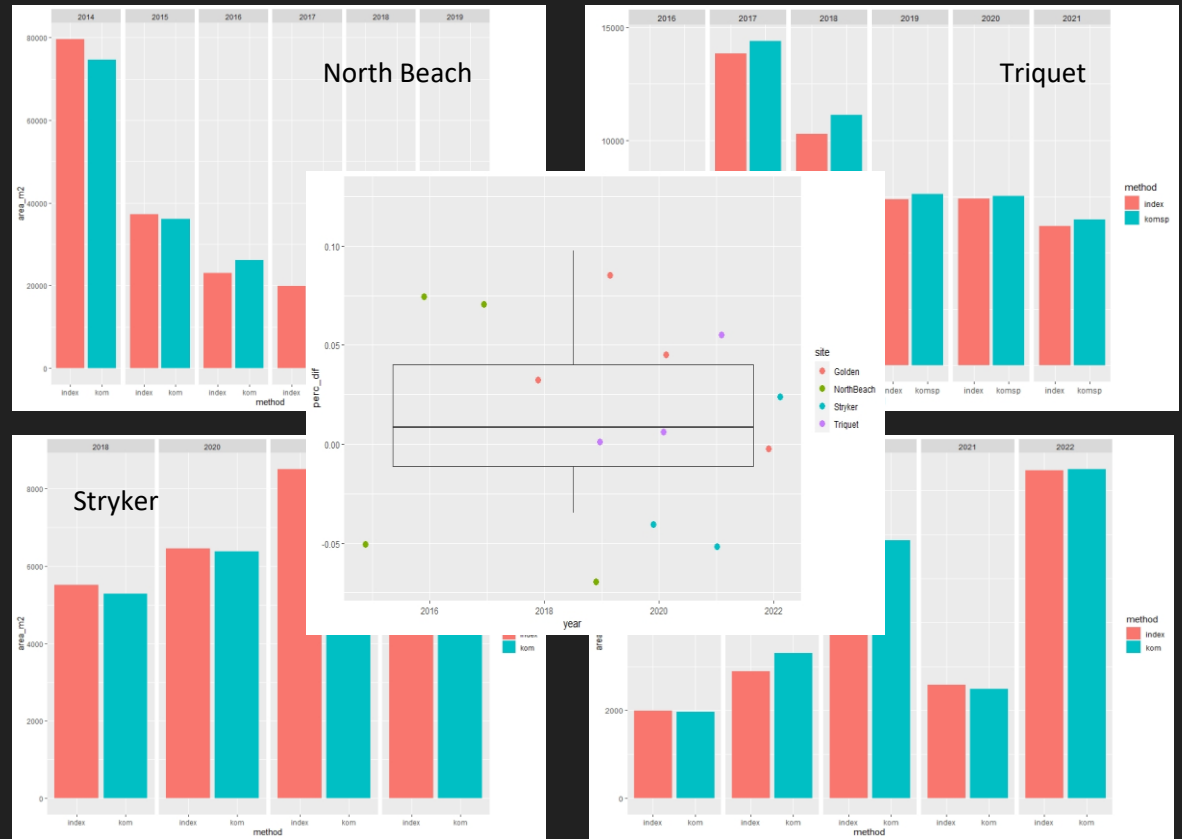 2014 2015 2016 2017 2018 2019
North Beach
80000
60000
40000
20000
0
area_m2
index kom index kom index kom index
method
2016 2017 2018 2019 2020 2021
Triquet
15000
10000
method
index
komsp
index komsp index komsp index komsp
0.10
0.05
0.00
-0.05
perc_dif
2016 2018 2020 2022
year
site
Golden
NorthBeach
Stryker
Triquet
2018 2020
Stryker
8000
6000
4000
2000
0
area_m2
index kom index kom index kom index kom
method
index
kom
2021 2022
method
index
kom
2000
0
index kom index kom index kom index kom index kom
method